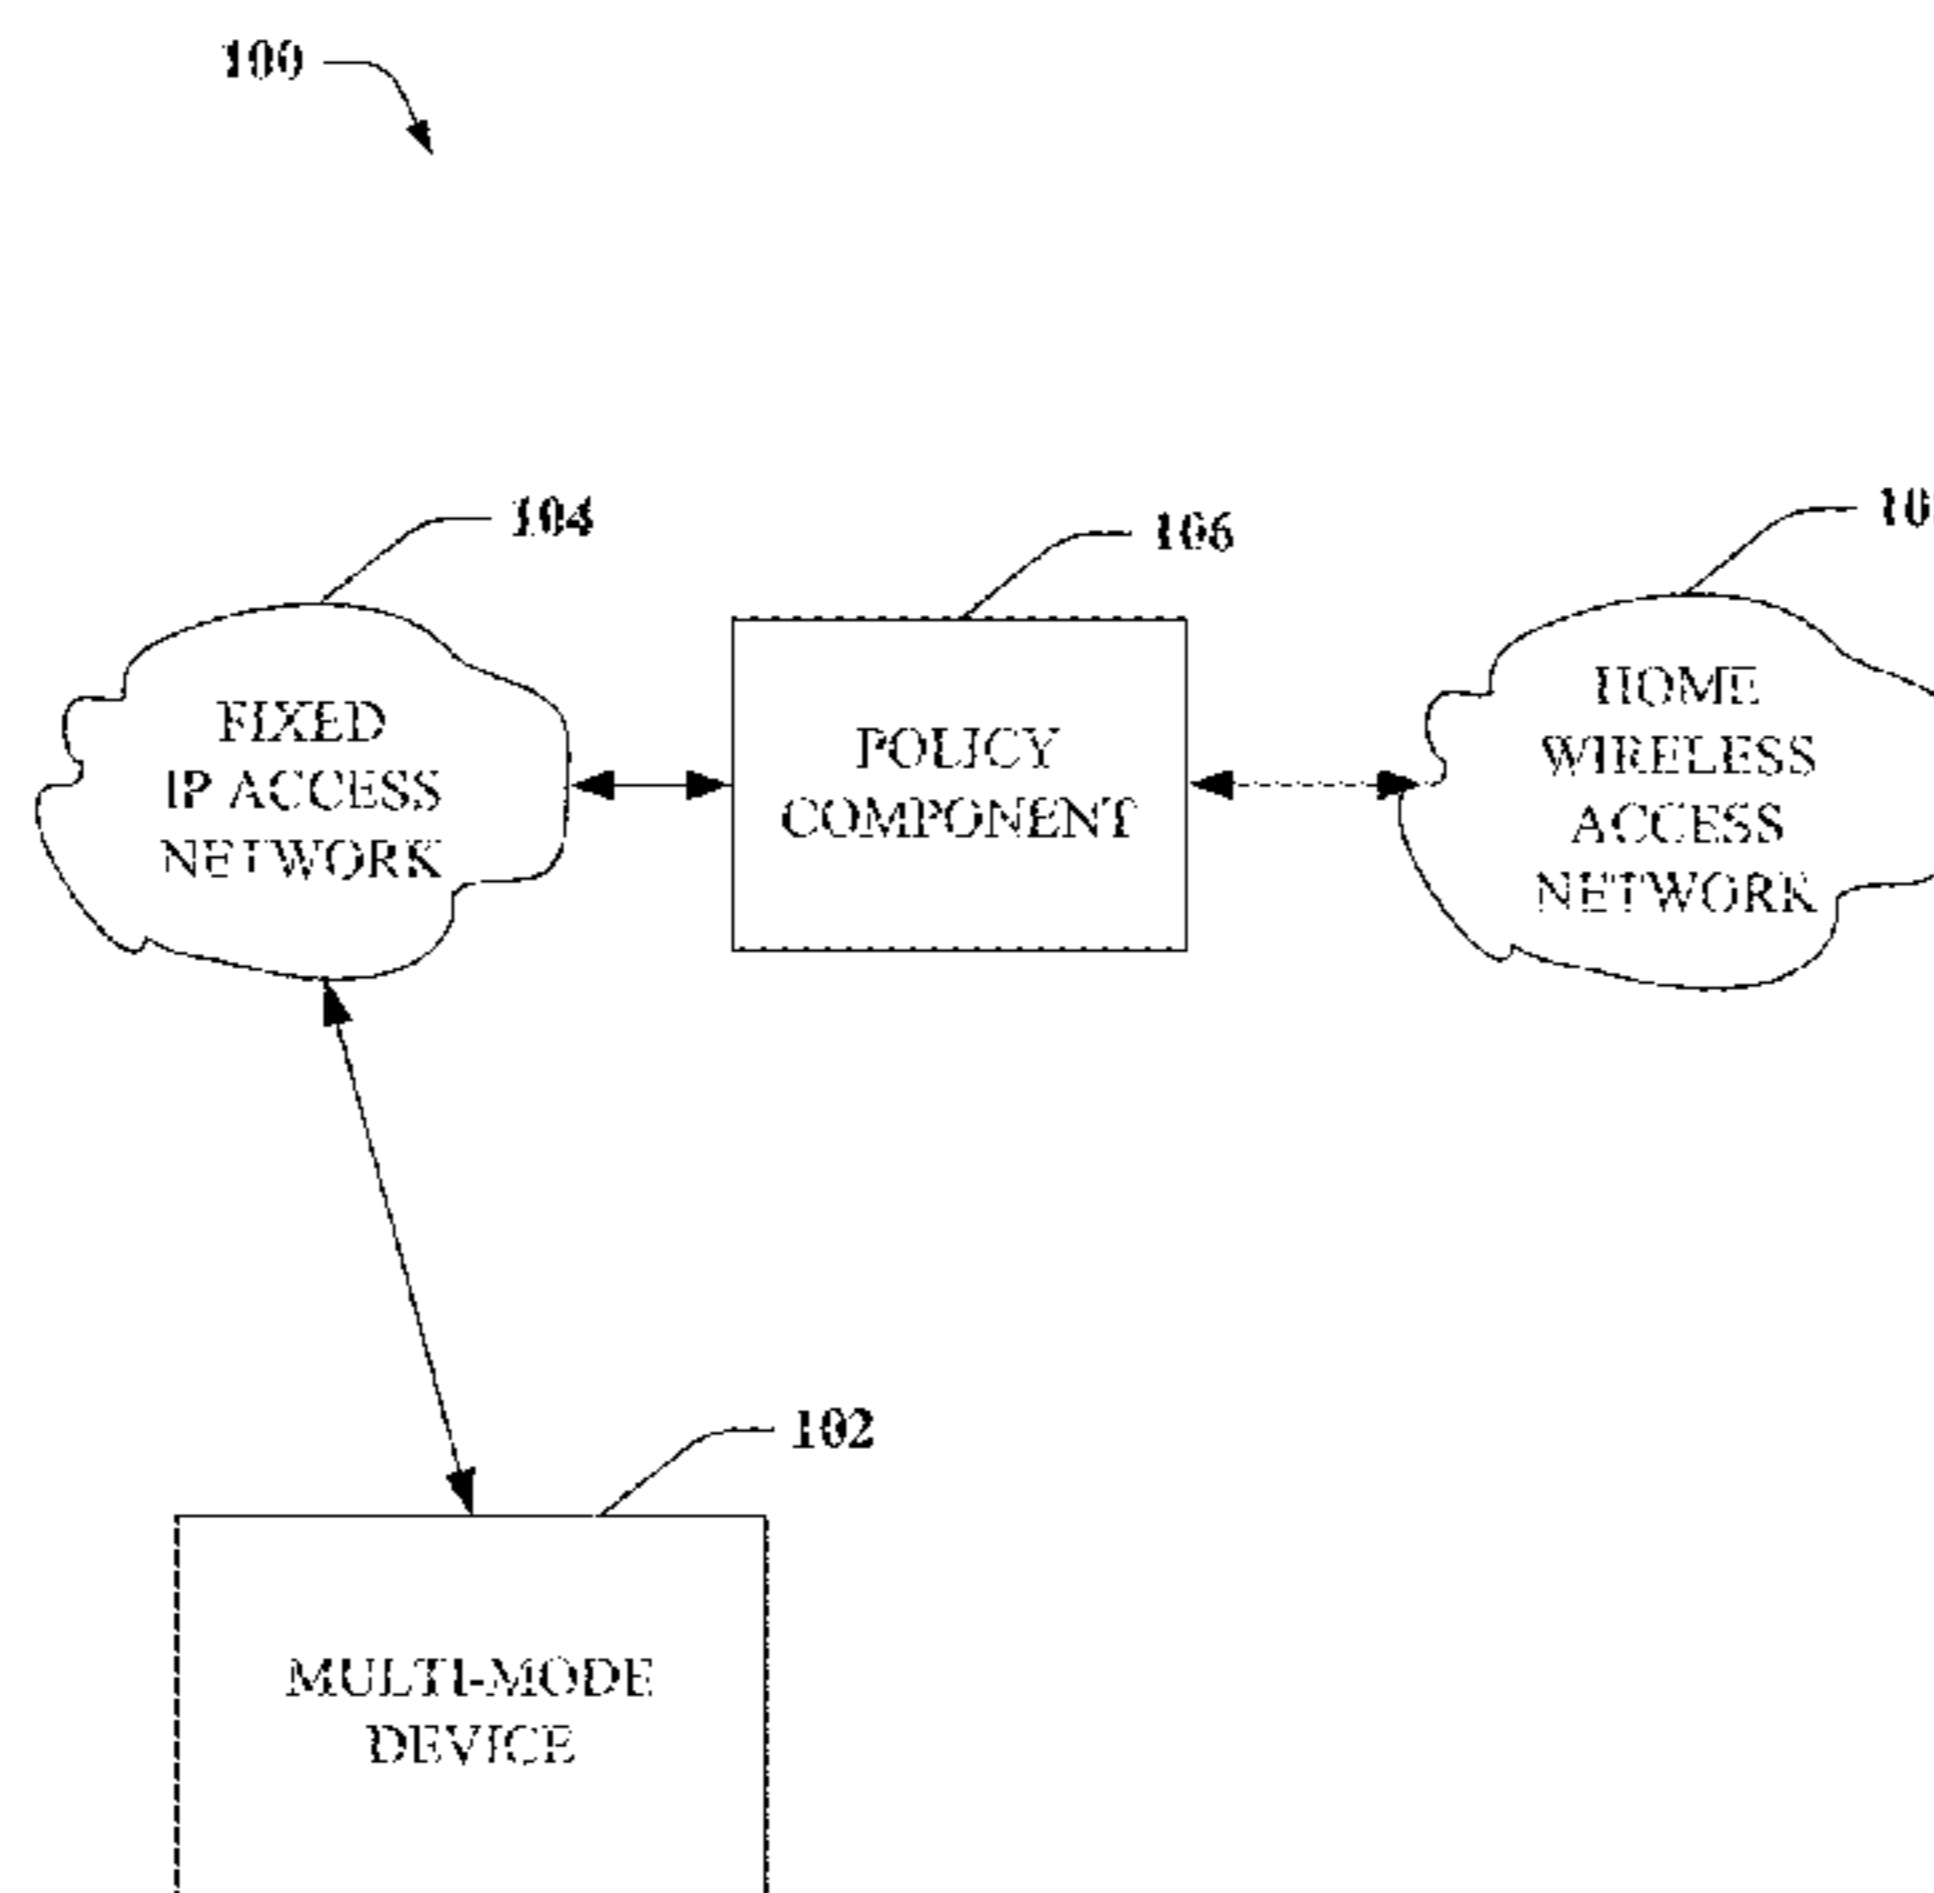 100
104
106
FIXED
IP ACCESS
NETWORK
POLICY
COMPONENT
HOME
WIRELESS
ACCESS
NETWORK
102
MULTI-MODE
DEVICE